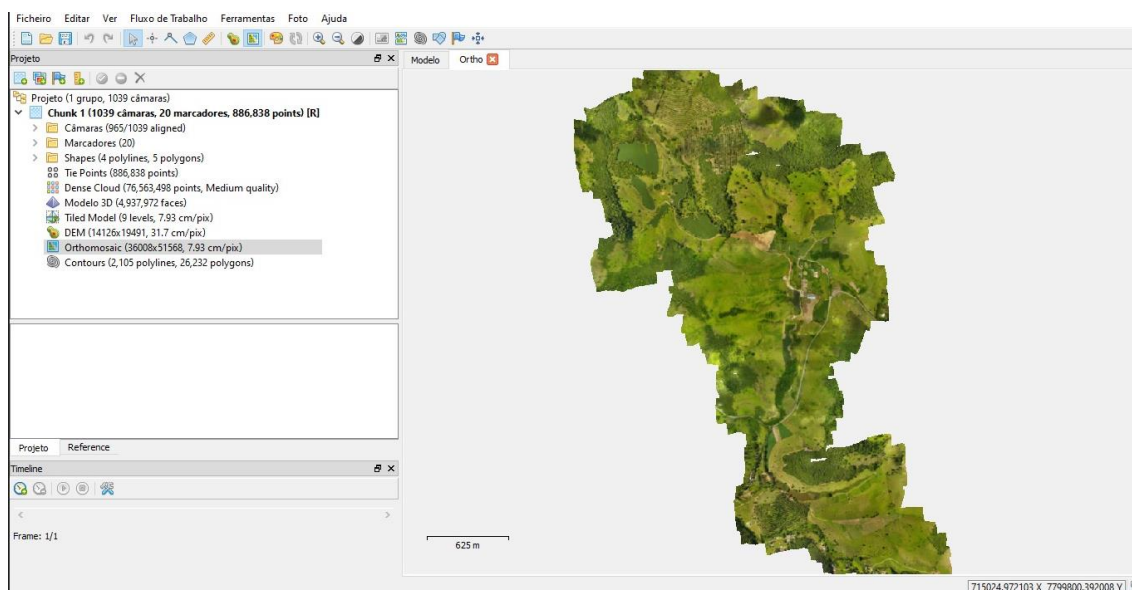 Ficheiro Editar Ver Fluxo de Trabalho Ferramentas Foto Ajuda
Projeto
Projeto (1 grupo, 1039 câmaras)
Chunk 1 (1039 câmaras, 20 marcadores, 886,838 points) [R]
Câmaras (965/1039 aligned)
Marcadores (20)
Shapes (4 polylines, 5 polygons)
Tie Points (886,838 points)
Dense Cloud (76,563,498 points, Medium quality)
Modelo 3D (4,937,972 faces)
Tiled Model (9 levels, 7.93 cm/pix)
DEM (14126x19491, 31.7 cm/pix)
Orthomosaic (36008x51568, 7.93 cm/pix)
Contours (2,105 polylines, 26,232 polygons)
Projeto Reference
Timeline
Frame: 1/1
Modelo Ortho
625 m
715024.972103 X 7799800.392008 Y